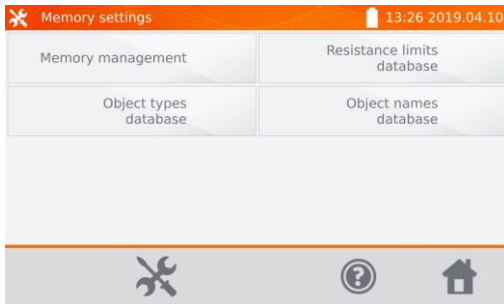 Memory settings
13:26 2019.04.10
Memory management
Resistance limits
database
Object types
database
Object names
database
?